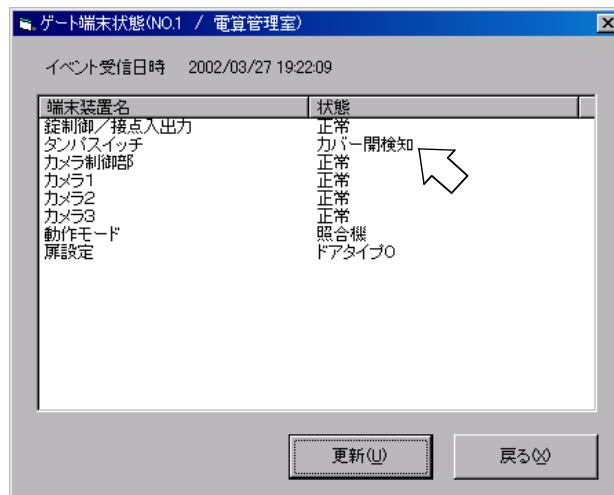 ゲート端末状態(NO.1 / 電算管理室)
イベント受信日時 2002/03/27 19:22:09
端末装置名 状態
錠制御/接点入出力 正常
タンパスイッチ カバー開検知
カメラ制御部 正常
カメラ1 正常
カメラ2 正常
カメラ3 正常
動作モード 照合機
扉設定 ドアタイプ0
更新(U) 戻る(X)